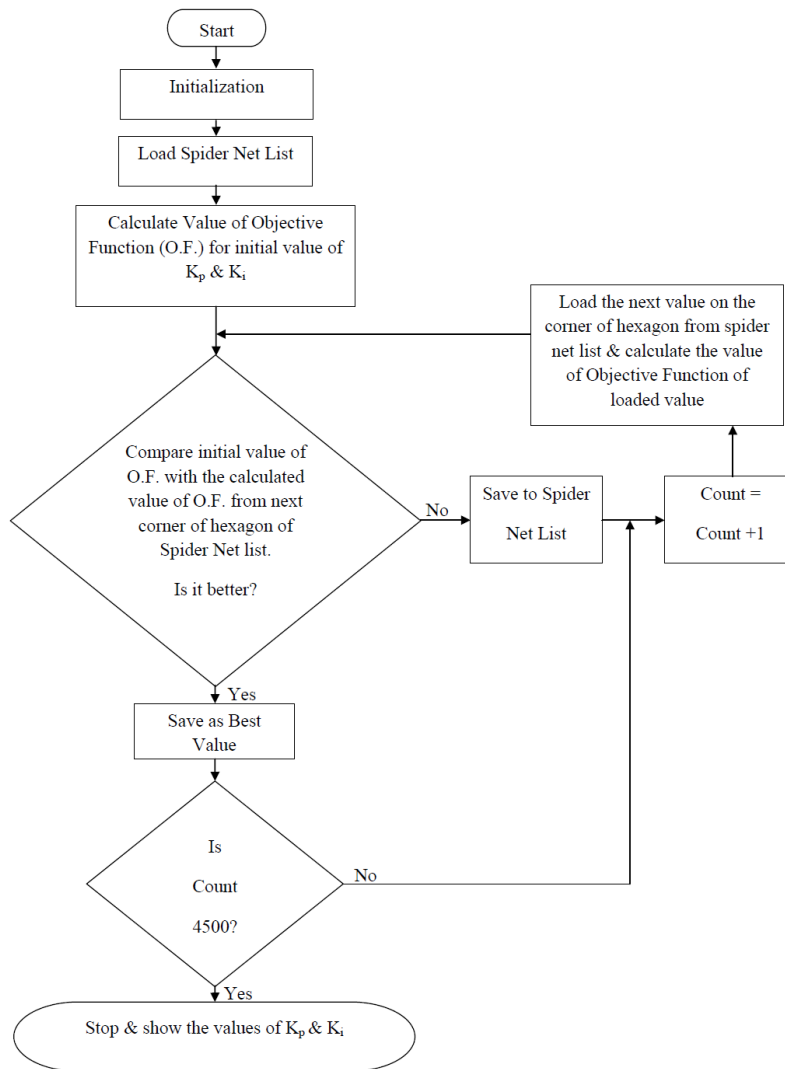 Start
Initialization
Load Spider Net List
Calculate Value of Objective
Function (O.F.) for initial value of
Kₚ & Kᵢ
Load the next value on the
corner of hexagon from spider
net list & calculate the value
of Objective Function of
loaded value
Compare initial value of
O.F. with the calculated
value of O.F. from next
corner of hexagon of
Spider Net list.
Is it better?
No
Save to Spider
Net List
Count =
Count +1
Yes
Save as Best
Value
Is
Count
4500?
No
Yes
Stop & show the values of Kₚ & Kᵢ